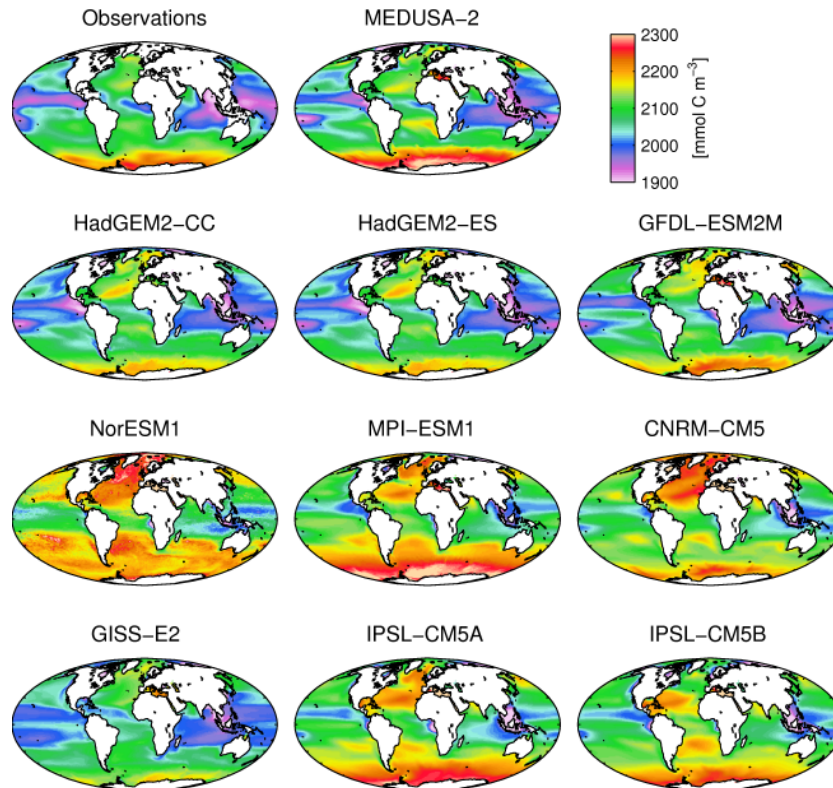 Observations
MEDUSA−2
2300
2200
2100
2000
1900
[mmol C m⁻³]
HadGEM2−CC
HadGEM2−ES
GFDL−ESM2M
NorESM1
MPI−ESM1
CNRM−CM5
GISS−E2
IPSL−CM5A
IPSL−CM5B